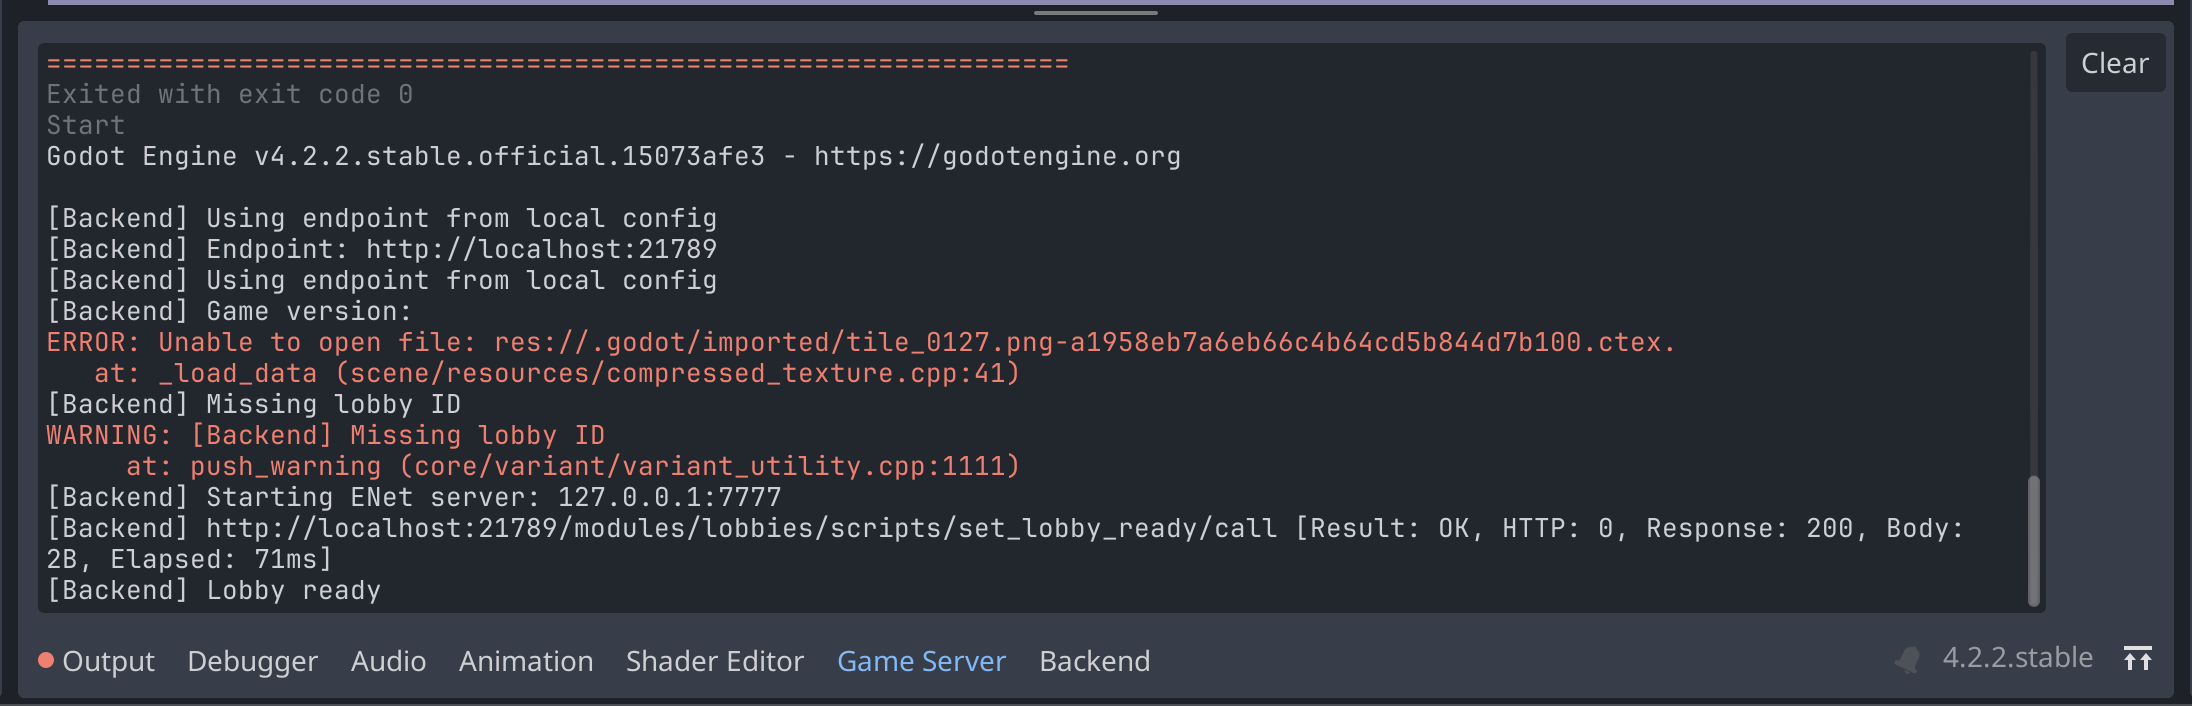 ================================================================
Exited with exit code 0
Start
Godot Engine v4.2.2.stable.official.15073afe3 - https://godotengine.org
[Backend] Using endpoint from local config
[Backend] Endpoint: http://localhost:21789
[Backend] Using endpoint from local config
[Backend] Game version:
ERROR: Unable to open file: res://.godot/imported/tile_0127.png-a1958eb7a6eb66c4b64cd5b844d7b100.ctex.
   at: _load_data (scene/resources/compressed_texture.cpp:41)
[Backend] Missing lobby ID
WARNING: [Backend] Missing lobby ID
     at: push_warning (core/variant/variant_utility.cpp:1111)
[Backend] Starting ENet server: 127.0.0.1:7777
[Backend] http://localhost:21789/modules/lobbies/scripts/set_lobby_ready/call [Result: OK, HTTP: 0, Response: 200, Body:
2B, Elapsed: 71ms]
[Backend] Lobby ready
Clear
Output Debugger Audio Animation Shader Editor Game Server Backend 4.2.2.stable